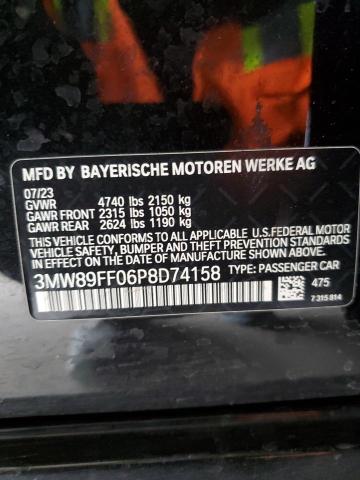 MFD BY BAYERISCHE MOTOREN WERKE AG
07/23
GVWR 4740 lbs 2150 kg
GAWR FRONT 2315 lbs 1050 kg
GAWR REAR 2624 lbs 1190 kg
THIS VEHICLE CONFORMS TO ALL APPLICABLE U.S.FEDERAL MOTOR
VEHICLE SAFETY, BUMPER, AND THEFT PREVENTION STANDARDS
IN EFFECT ON THE DATE OF MANUFACTURE SHOWN ABOVE.
3MW89FF06P8D74158 TYPE: PASSENGER CAR
475
7 315 814